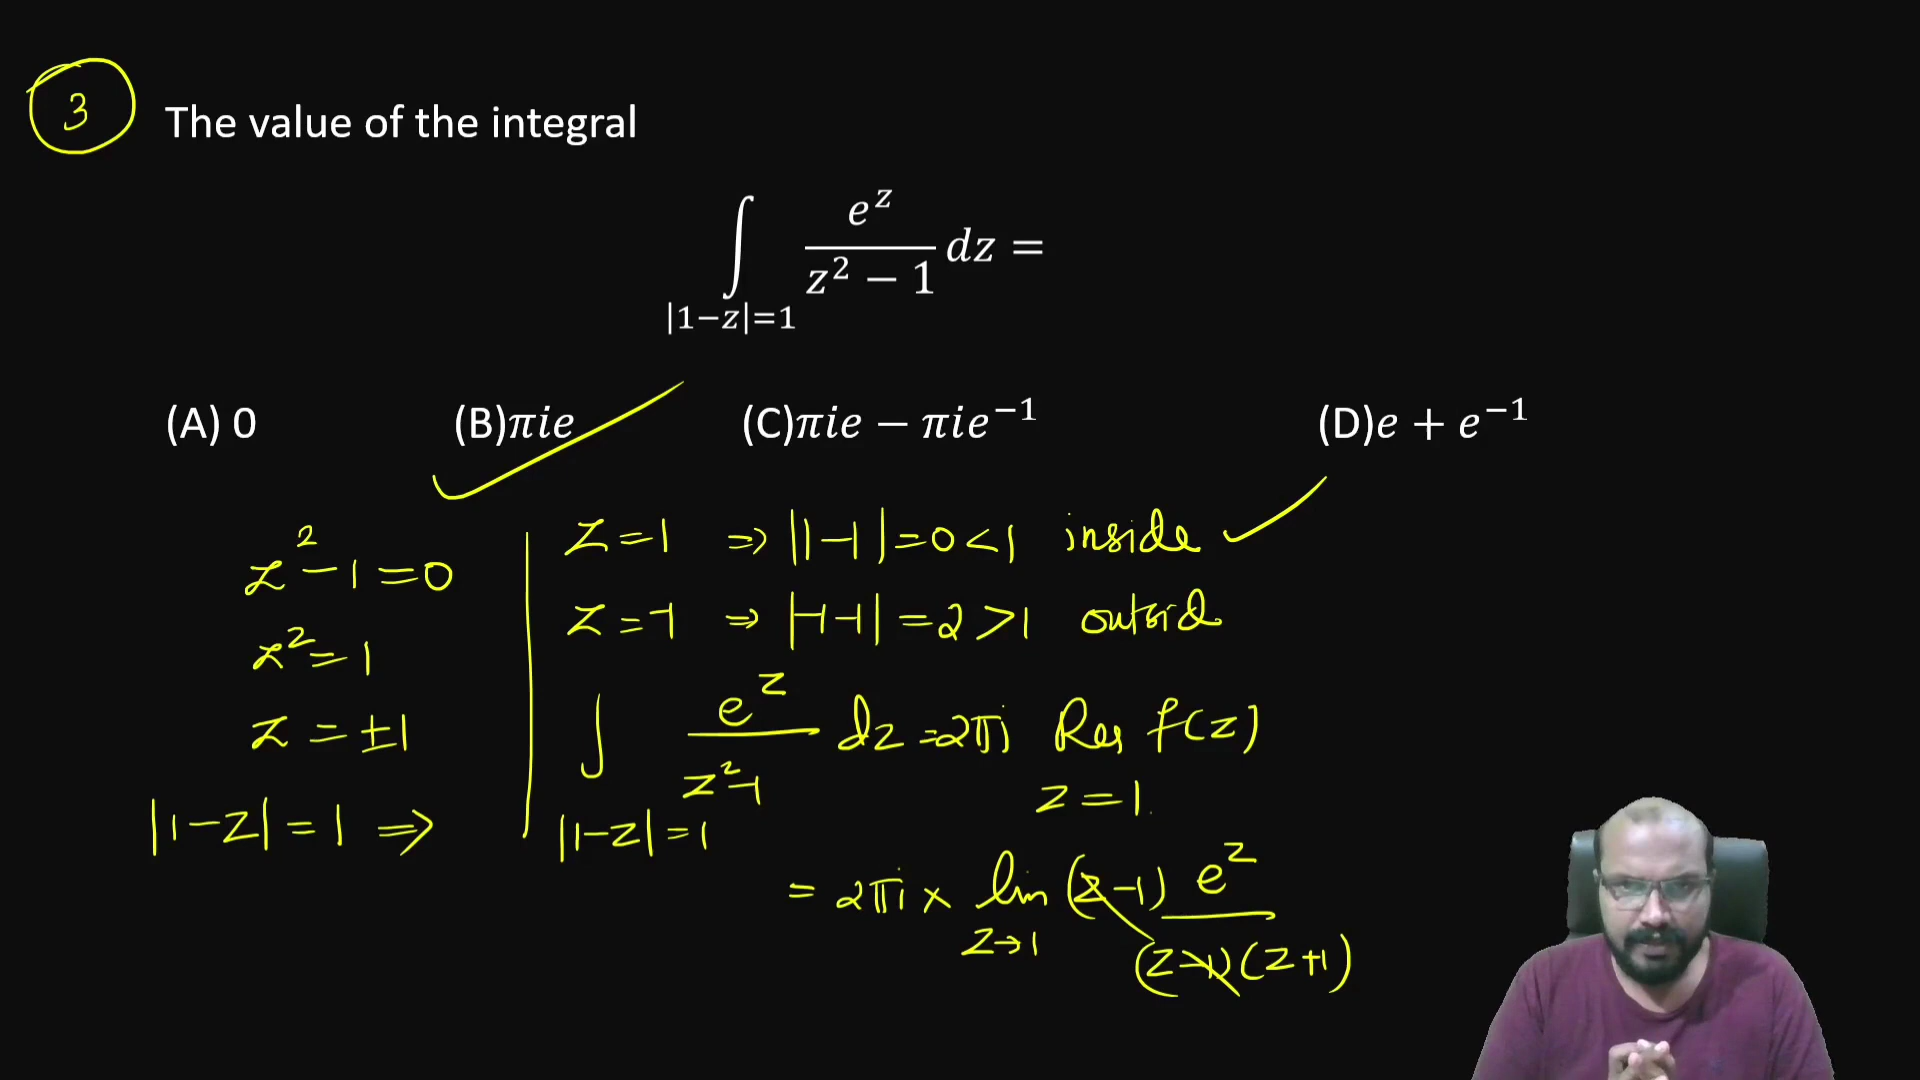 3 The value of the integral
∫ e^z / (z² − 1) dz =
|1−z|=1
(A) 0 (B)πie (C)πie − πie⁻¹ (D)e + e⁻¹
z² − 1 = 0
z² = 1
z = ±1
|1−z| = 1 ⇒
z = 1 ⇒ |1−1| = 0 < 1 inside
z = −1 ⇒ |−1−1| = 2 > 1 outsid
∫ e^z / (z²−1) dz = 2πi Res f(z)
|1−z| = 1 z = 1
= 2πi × lim (z−1) e^z / (z−1)(z+1)
z→1